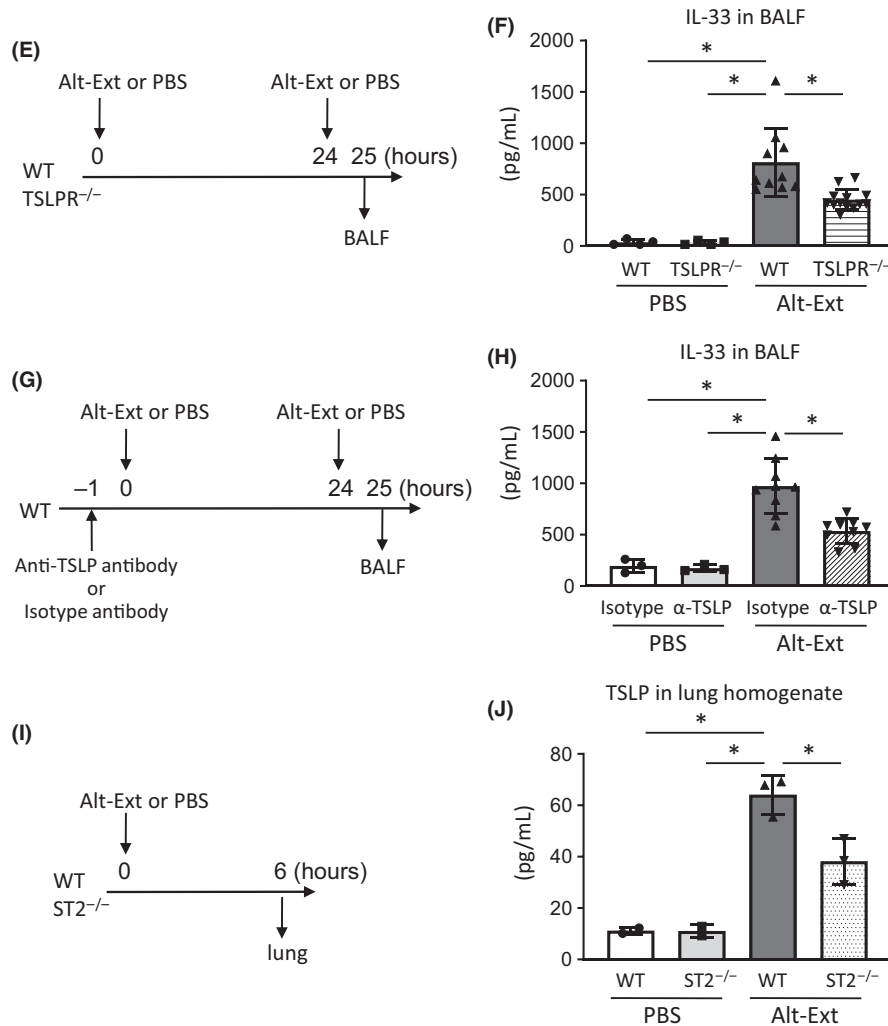 (E)
Alt-Ext or PBS Alt-Ext or PBS
0 24 25 (hours)
WT
TSLPR−/−
BALF
(F)
IL-33 in BALF
2000
1500
1000
500
0
(pg/mL)
* * *
WT TSLPR−/− WT TSLPR−/−
PBS Alt-Ext
(G)
Alt-Ext or PBS Alt-Ext or PBS
−1 0 24 25 (hours)
WT
Anti-TSLP antibody
or
Isotype antibody
BALF
(H)
IL-33 in BALF
2000
1500
1000
500
0
(pg/mL)
* * *
Isotype α-TSLP Isotype α-TSLP
PBS Alt-Ext
(I)
Alt-Ext or PBS
0 6 (hours)
WT
ST2−/−
lung
(J)
TSLP in lung homogenate
80
60
40
20
0
(pg/mL)
* * *
WT ST2−/− WT ST2−/−
PBS Alt-Ext